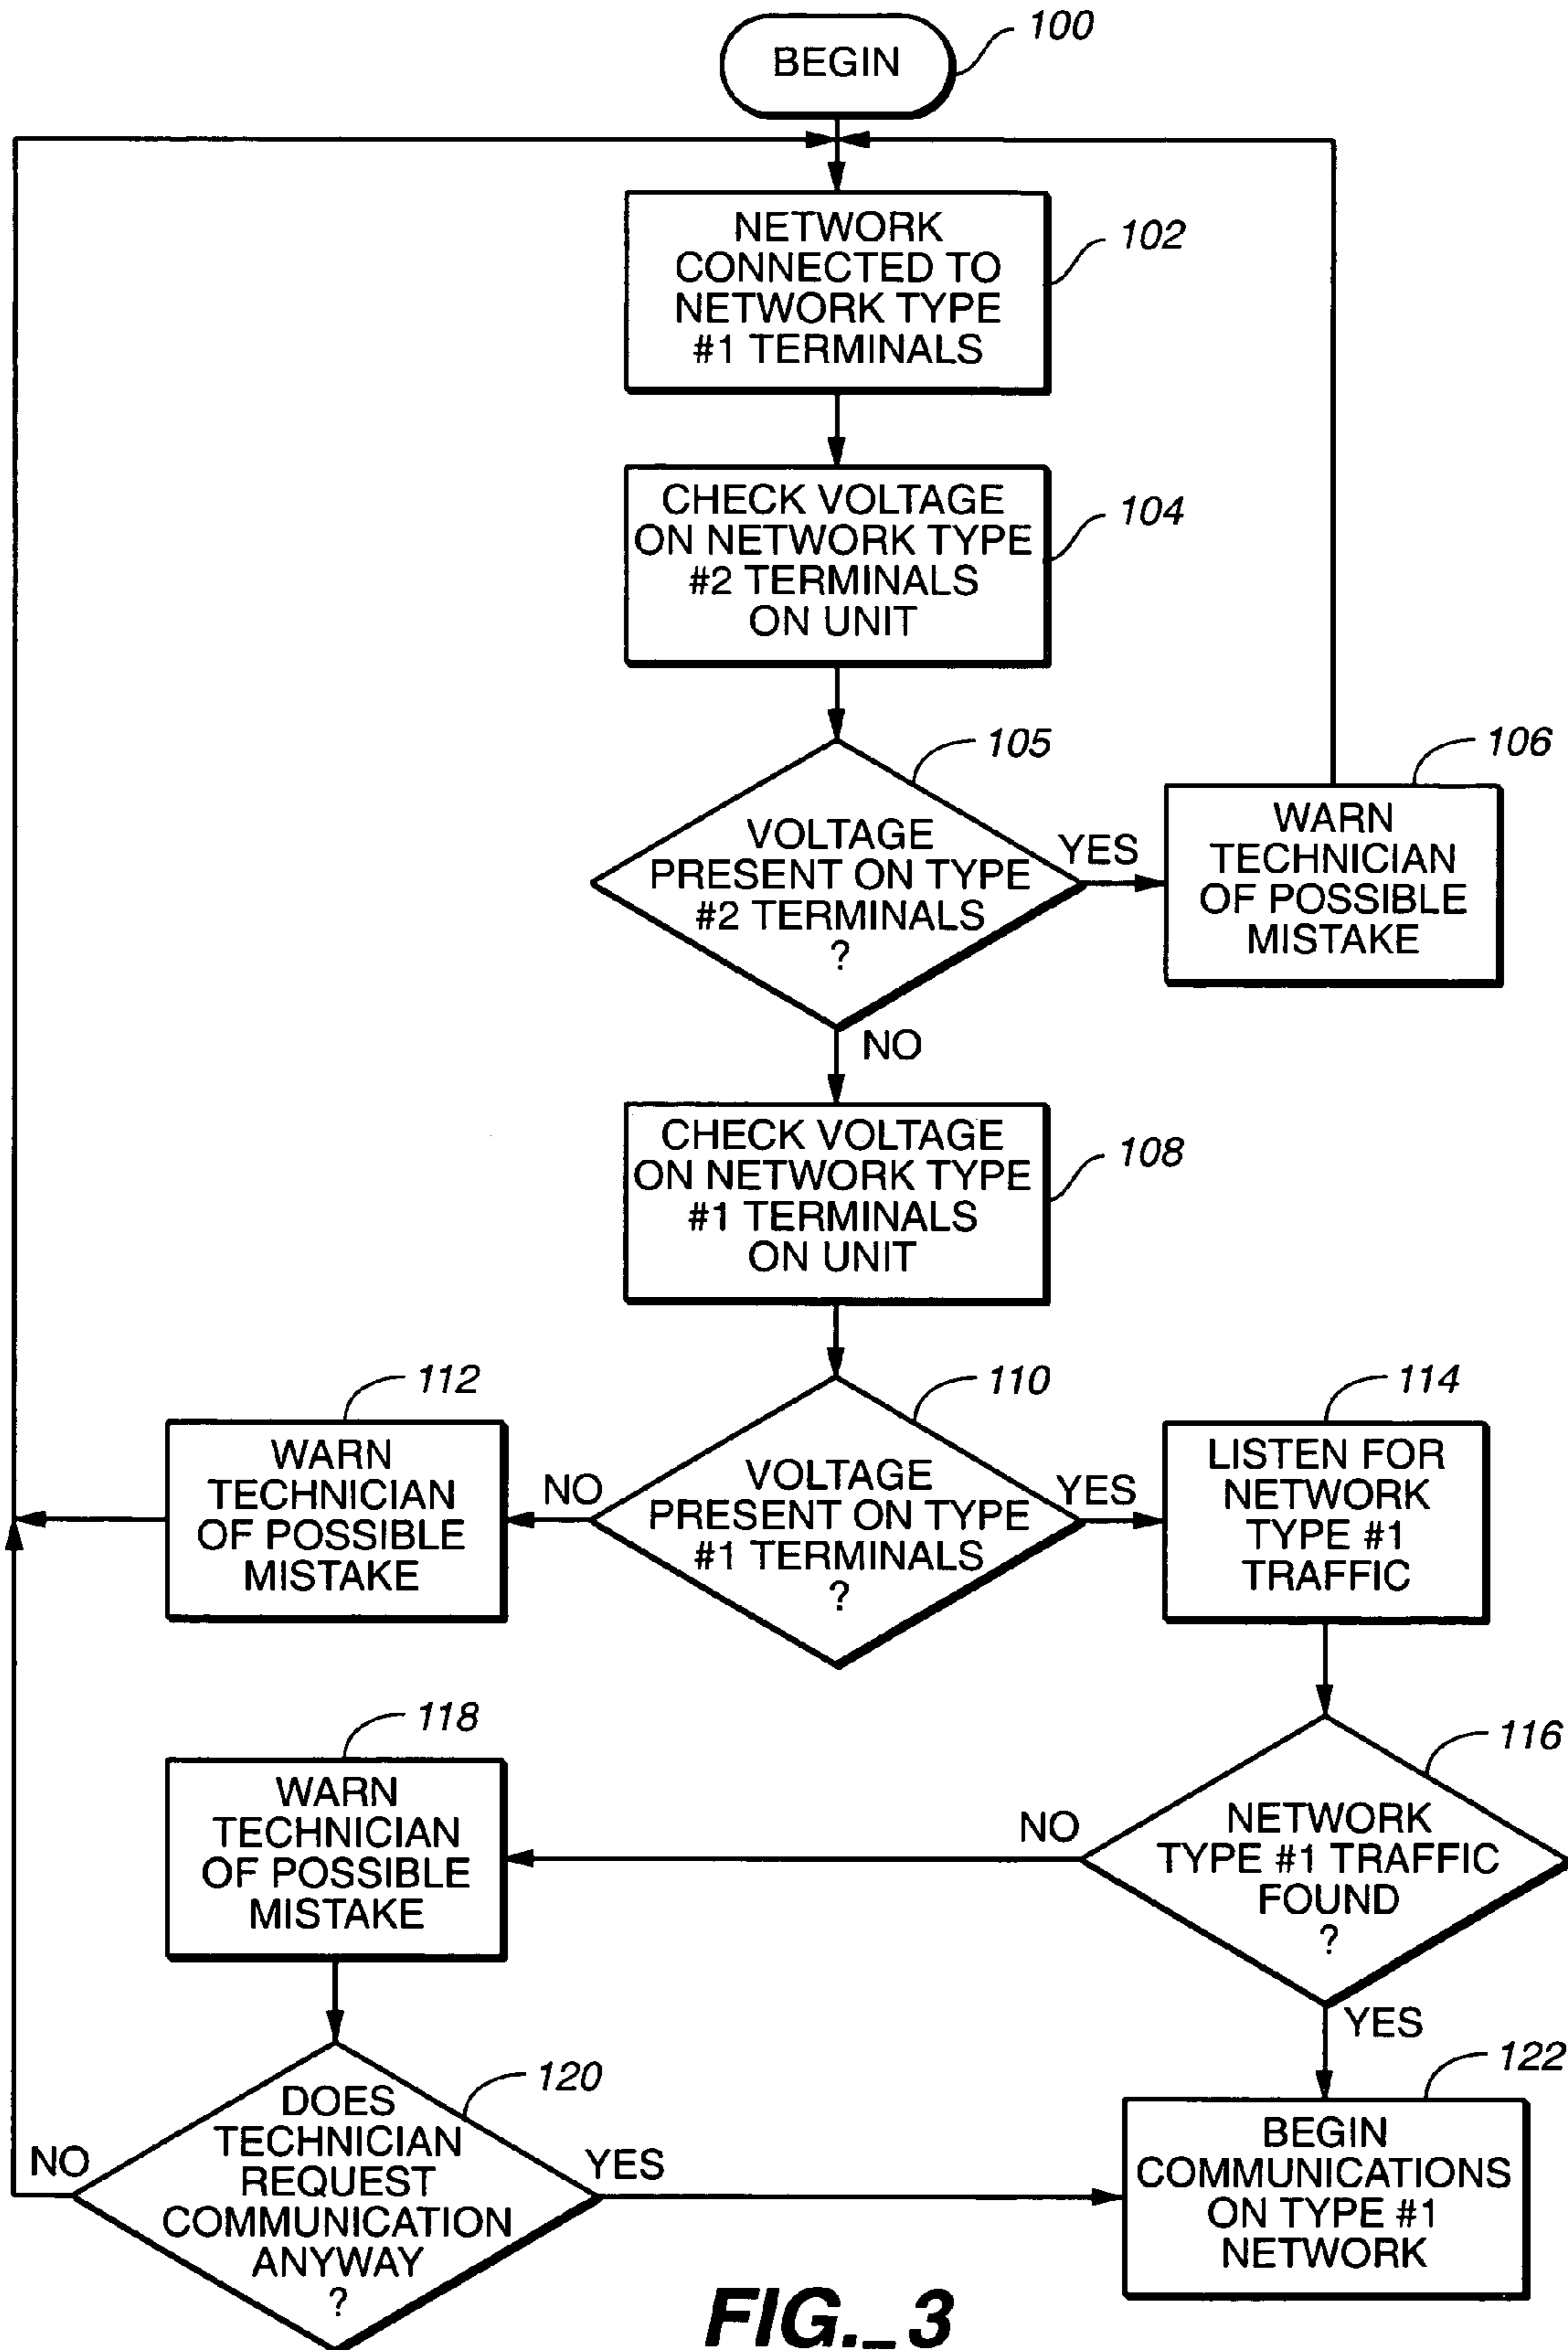 BEGIN
100
NETWORK
CONNECTED TO
NETWORK TYPE
#1 TERMINALS
102
CHECK VOLTAGE
ON NETWORK TYPE
#2 TERMINALS
ON UNIT
104
VOLTAGE
PRESENT ON TYPE
#2 TERMINALS
?
105
YES
NO
WARN
TECHNICIAN
OF POSSIBLE
MISTAKE
106
CHECK VOLTAGE
ON NETWORK TYPE
#1 TERMINALS
ON UNIT
108
VOLTAGE
PRESENT ON TYPE
#1 TERMINALS
?
110
NO
YES
WARN
TECHNICIAN
OF POSSIBLE
MISTAKE
112
LISTEN FOR
NETWORK
TYPE #1
TRAFFIC
114
NETWORK
TYPE #1 TRAFFIC
FOUND
?
116
NO
YES
WARN
TECHNICIAN
OF POSSIBLE
MISTAKE
118
DOES
TECHNICIAN
REQUEST
COMMUNICATION
ANYWAY
?
120
NO
YES
BEGIN
COMMUNICATIONS
ON TYPE #1
NETWORK
122
FIG._3